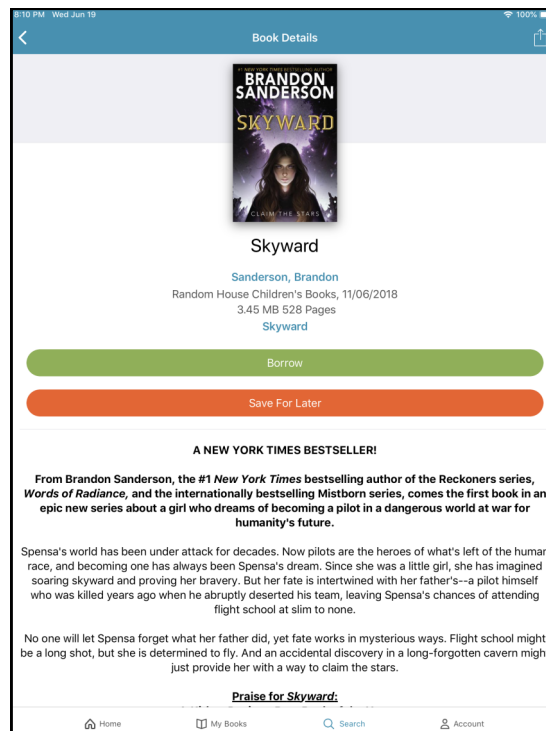 8:10 PM Wed Jun 19
100%
Book Details
#1 NEW YORK TIMES BESTSELLING AUTHOR
BRANDON
SANDERSON
SKYWARD
CLAIM THE STARS
Skyward
Sanderson, Brandon
Random House Children's Books, 11/06/2018
3.45 MB 528 Pages
Skyward
Borrow
Save For Later
A NEW YORK TIMES BESTSELLER!
From Brandon Sanderson, the #1 New York Times bestselling author of the Reckoners series,
Words of Radiance, and the internationally bestselling Mistborn series, comes the first book in an
epic new series about a girl who dreams of becoming a pilot in a dangerous world at war for
humanity's future.
Spensa's world has been under attack for decades. Now pilots are the heroes of what's left of the human
race, and becoming one has always been Spensa's dream. Since she was a little girl, she has imagined
soaring skyward and proving her bravery. But her fate is intertwined with her father's--a pilot himself
who was killed years ago when he abruptly deserted his team, leaving Spensa's chances of attending
flight school at slim to none.
No one will let Spensa forget what her father did, yet fate works in mysterious ways. Flight school might
be a long shot, but she is determined to fly. And an accidental discovery in a long-forgotten cavern migh
just provide her with a way to claim the stars.
Praise for Skyward:
Home
My Books
Search
Account